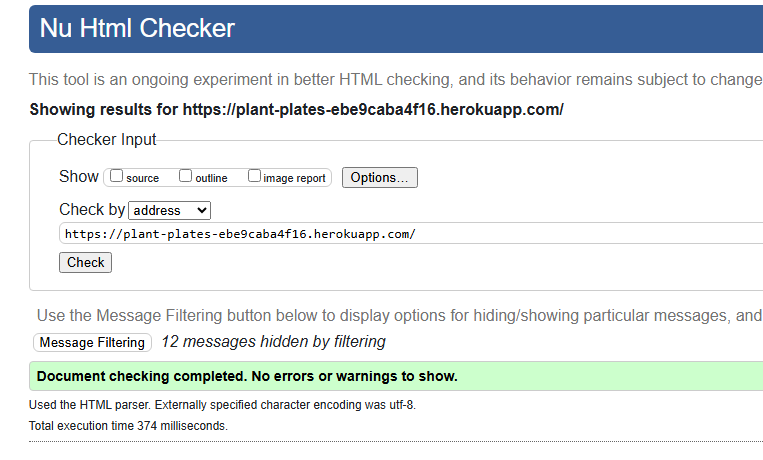 Nu Html Checker
This tool is an ongoing experiment in better HTML checking, and its behavior remains subject to change
Showing results for https://plant-plates-ebe9caba4f16.herokuapp.com/
Checker Input
Show source outline image report Options...
Check by address
https://plant-plates-ebe9caba4f16.herokuapp.com/
Check
Use the Message Filtering button below to display options for hiding/showing particular messages, and
Message Filtering 12 messages hidden by filtering
Document checking completed. No errors or warnings to show.
Used the HTML parser. Externally specified character encoding was utf-8.
Total execution time 374 milliseconds.